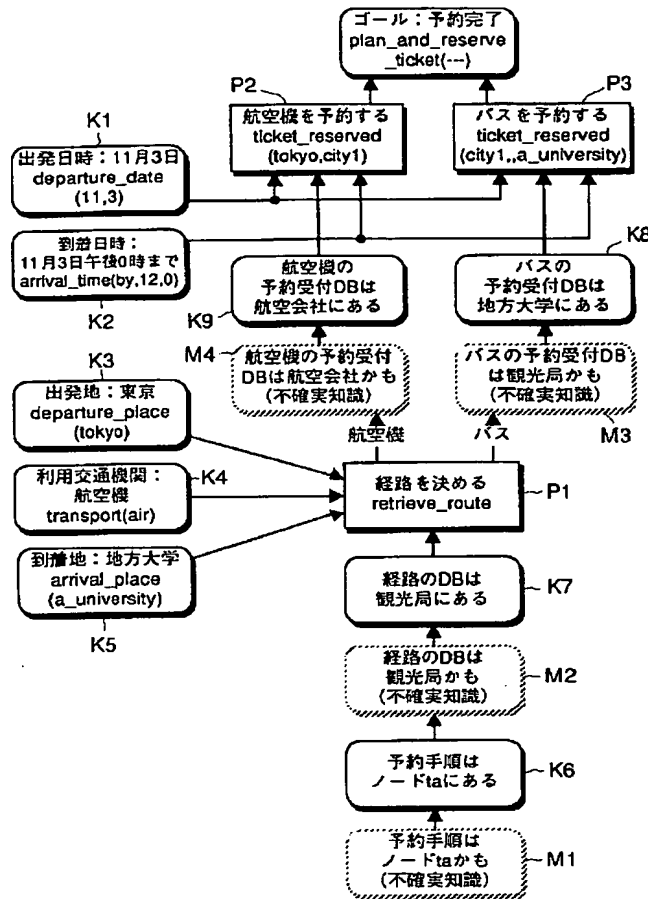 ゴール：予約完了
plan_and_reserve
_ticket(---)
P2
航空機を予約する
ticket_reserved
(tokyo,city1)
P3
バスを予約する
ticket_reserved
(city1,,a_university)
K1
出発日時：11月3日
departure_date
(11,3)
到着日時：
11月3日午後0時まで
arrival_time(by,12,0)
K2
航空機の
予約受付DBは
航空会社にある
K9
バスの
予約受付DBは
地方大学にある
K8
M4
航空機の予約受付
DBは航空会社かも
(不確実知識)
バスの予約受付DB
は観光局かも
(不確実知識)
M3
K3
出発地：東京
departure_place
(tokyo)
航空機
バス
利用交通機関：
航空機
transport(air)
K4
経路を決める
retrieve_route
P1
到着地：地方大学
arrival_place
(a_university)
K5
経路のDBは
観光局にある
K7
経路のDBは
観光局かも
(不確実知識)
M2
予約手順は
ノードtaにある
K6
予約手順は
ノードtaかも
(不確実知識)
M1